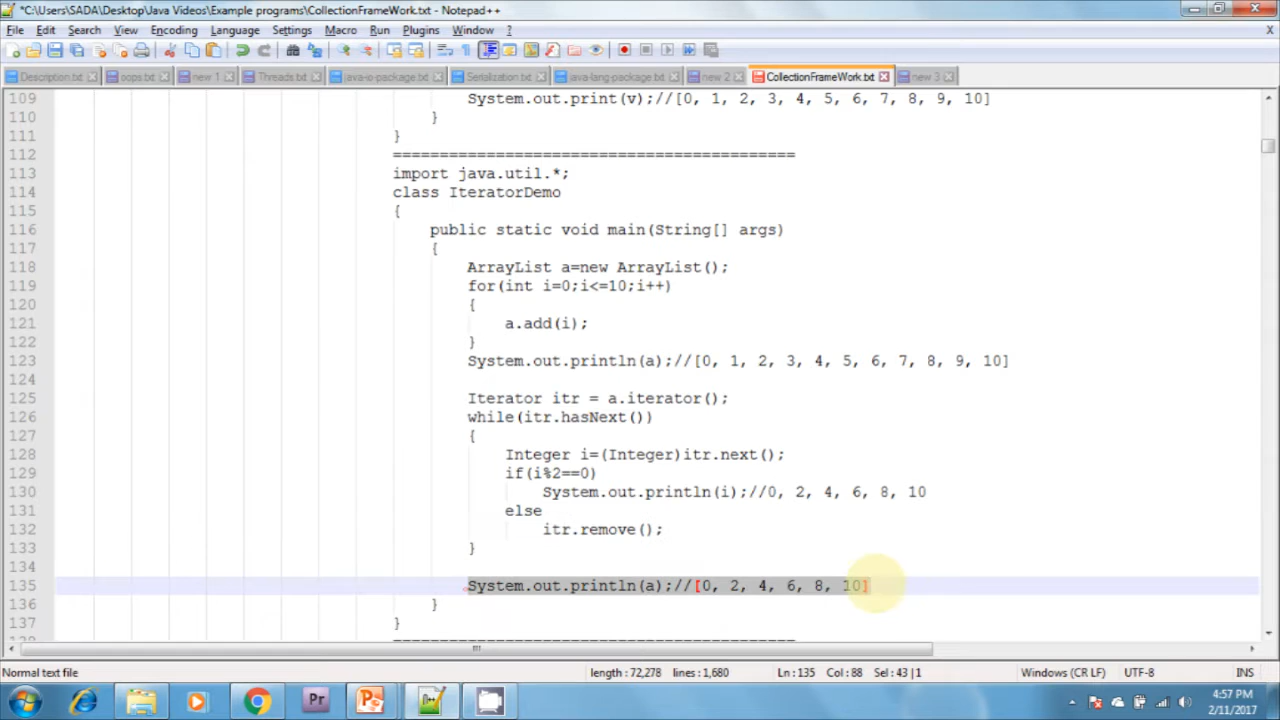 *C:\Users\SADA\Desktop\Java Videos\Example programs\CollectionFrameWork.txt - Notepad++
File Edit Search View Encoding Language Settings Macro Run Plugins Window ? X
Description.txt oops.txt new 1 Threads.txt java-io-package.txt Serialization.txt java-lang-package.txt new 2 CollectionFrameWork.txt new 3
109 System.out.print(v);//[0, 1, 2, 3, 4, 5, 6, 7, 8, 9, 10]
110 }
111 }
112 ===========================================
113 import java.util.*;
114 class IteratorDemo
115 {
116 public static void main(String[] args)
117 {
118 ArrayList a=new ArrayList();
119 for(int i=0;i<=10;i++)
120 {
121 a.add(i);
122 }
123 System.out.println(a);//[0, 1, 2, 3, 4, 5, 6, 7, 8, 9, 10]
124
125 Iterator itr = a.iterator();
126 while(itr.hasNext())
127 {
128 Integer i=(Integer)itr.next();
129 if(i%2==0)
130 System.out.println(i);//0, 2, 4, 6, 8, 10
131 else
132 itr.remove();
133 }
134
135 System.out.println(a);//[0, 2, 4, 6, 8, 10]
136 }
137 }
===========================================
Normal text file length : 72,278 lines : 1,680 Ln : 135 Col : 88 Sel : 43 | 1 Windows (CR LF) UTF-8 INS
Pr
4:57 PM
2/11/2017